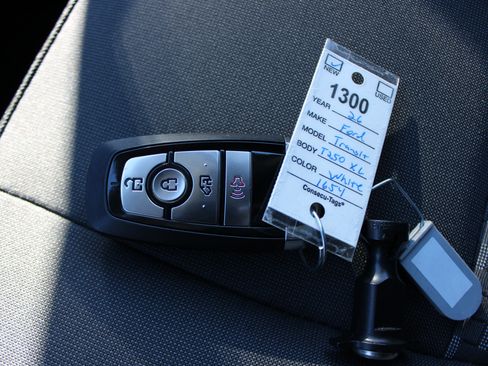 NEW USED
1300
YEAR 26
MAKE Ford
MODEL Transit
BODY T250 XL
COLOR White
1654
Consecu-Tags®